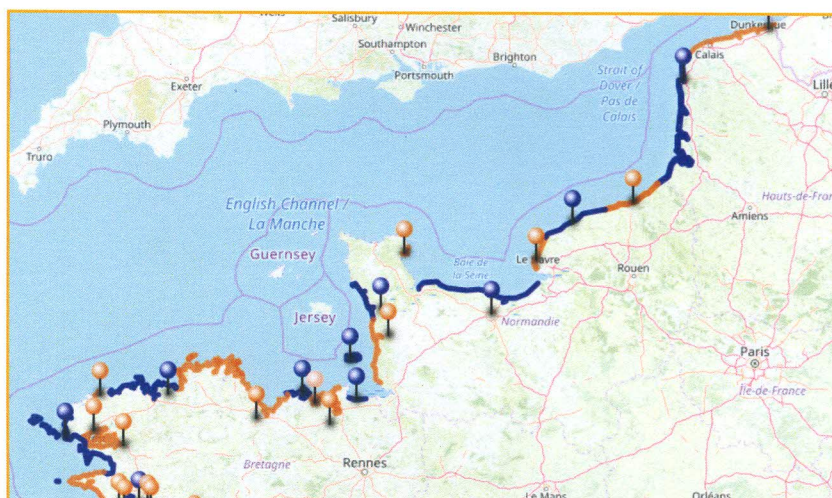 Salisbury
Winchester
Southampton
Portsmouth
Brighton
Exeter
Plymouth
Truro
Dunkerque
Calais
Lille
Strait of
Dover /
Pas de
Calais
English Channel /
La Manche
Guernsey
Jersey
Hauts-de-Fran
Amiens
Baie de
la Seine
Le Havre
Rouen
Normandie
Paris
Île-de-France
Bretagne
Rennes
Le Mans
Orléans